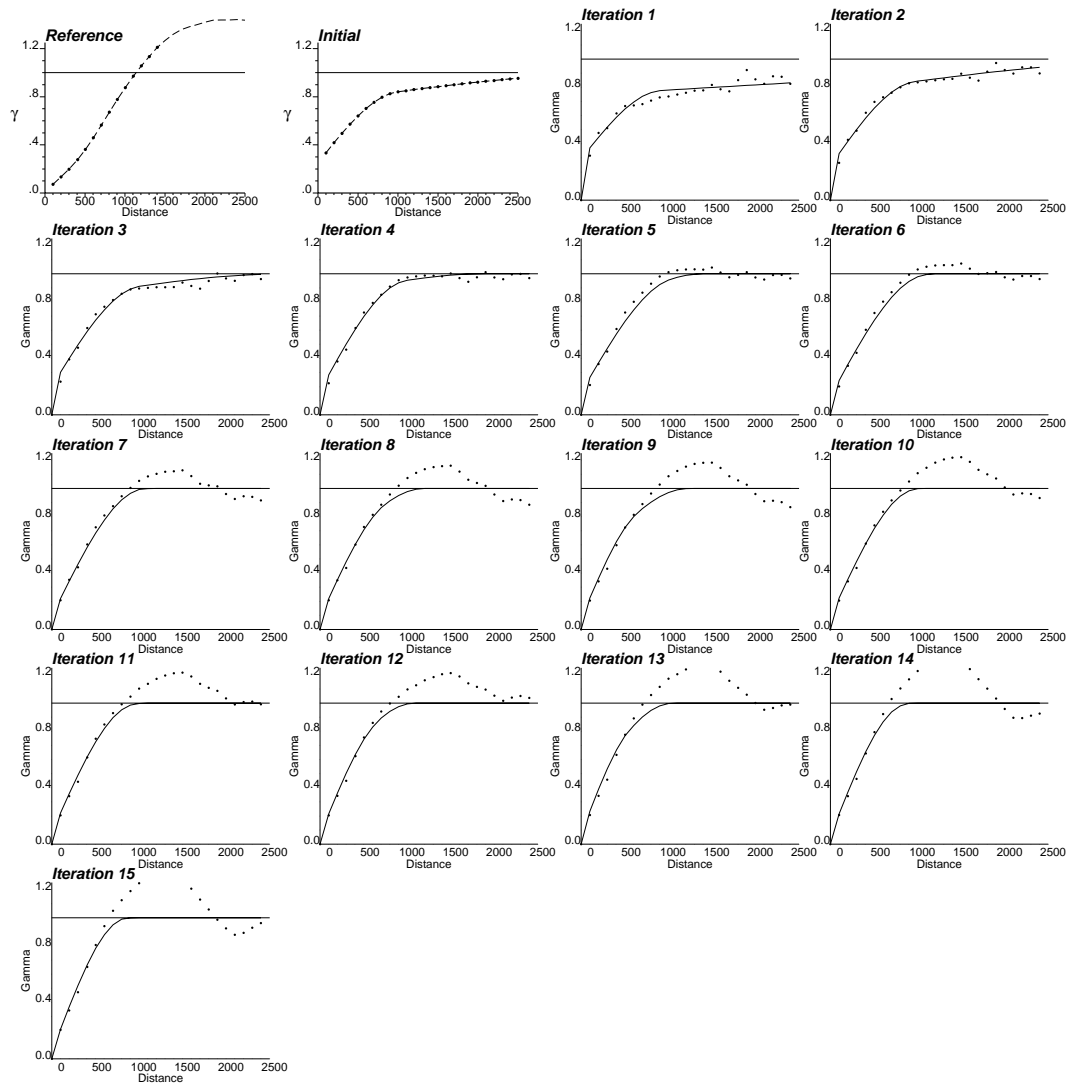 Reference
Initial
Iteration 1
Iteration 2
γ
1.2
.8
.4
.0
0 500 1000 1500 2000 2500
Distance
γ
1.2
.8
.4
.0
0 500 1000 1500 2000 2500
Distance
Gamma
1.2
0.8
0.4
0.0
0 500 1000 1500 2000 2500
Distance
Gamma
1.2
0.8
0.4
0.0
0 500 1000 1500 2000 2500
Distance
Iteration 3
Gamma
1.2
0.8
0.4
0.0
0 500 1000 1500 2000 2500
Distance
Iteration 4
Gamma
1.2
0.8
0.4
0.0
0 500 1000 1500 2000 2500
Distance
Iteration 5
Gamma
1.2
0.8
0.4
0.0
0 500 1000 1500 2000 2500
Distance
Iteration 6
Gamma
1.2
0.8
0.4
0.0
0 500 1000 1500 2000 2500
Distance
Iteration 7
Gamma
1.2
0.8
0.4
0.0
0 500 1000 1500 2000 2500
Distance
Iteration 8
Gamma
1.2
0.8
0.4
0.0
0 500 1000 1500 2000 2500
Distance
Iteration 9
Gamma
1.2
0.8
0.4
0.0
0 500 1000 1500 2000 2500
Distance
Iteration 10
Gamma
1.2
0.8
0.4
0.0
0 500 1000 1500 2000 2500
Distance
Iteration 11
Gamma
1.2
0.8
0.4
0.0
0 500 1000 1500 2000 2500
Distance
Iteration 12
Gamma
1.2
0.8
0.4
0.0
0 500 1000 1500 2000 2500
Distance
Iteration 13
Gamma
1.2
0.8
0.4
0.0
0 500 1000 1500 2000 2500
Distance
Iteration 14
Gamma
1.2
0.8
0.4
0.0
0 500 1000 1500 2000 2500
Distance
Iteration 15
Gamma
1.2
0.8
0.4
0.0
0 500 1000 1500 2000 2500
Distance